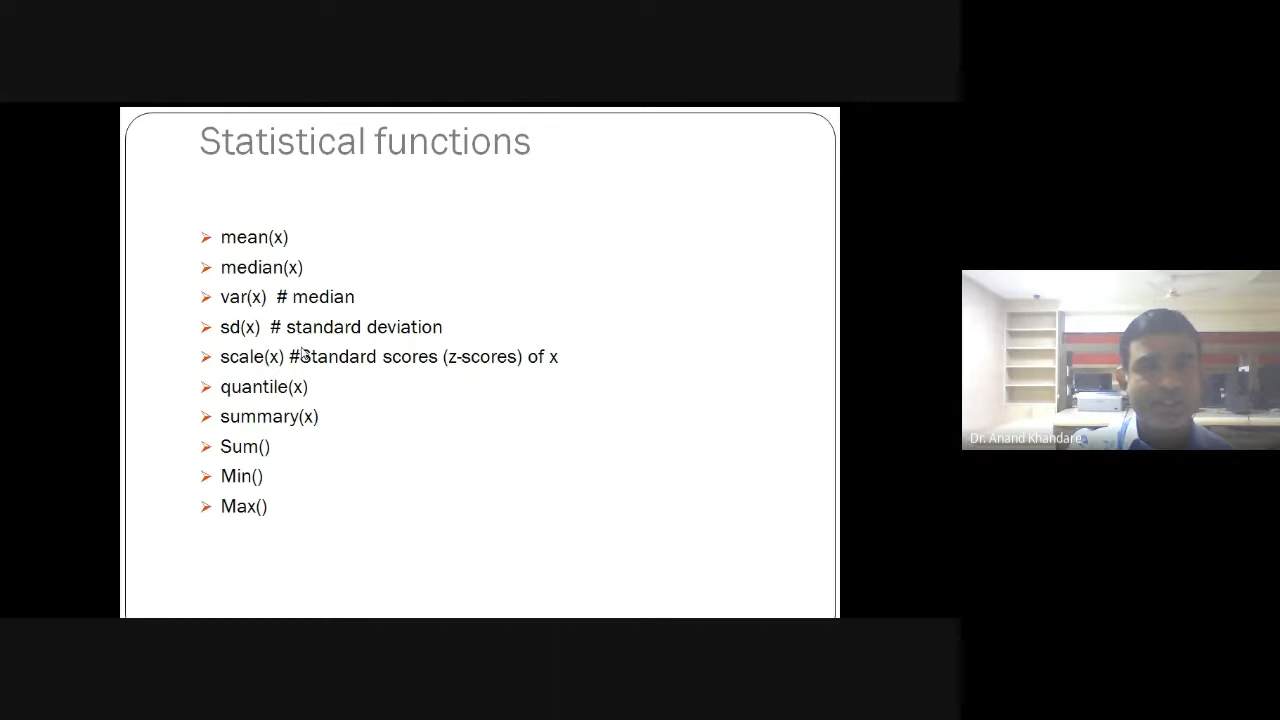 Statistical functions
mean(x)
median(x)
var(x) # median
sd(x) # standard deviation
scale(x) #standard scores (z-scores) of x
quantile(x)
summary(x)
Sum()
Min()
Max()
Dr. Anand Khandare